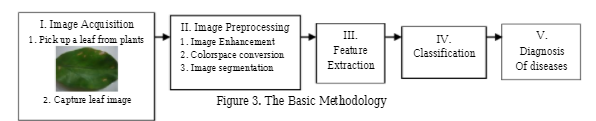 I. Image Acquisition
1. Pick up a leaf from plants
2. Capture leaf image
II. Image Preprocessing
1. Image Enhancement
2. Colorspace conversion
3. Image segmentation
III.
Feature
Extraction
IV.
Classification
V.
Diagnosis
Of diseases
Figure 3. The Basic Methodology